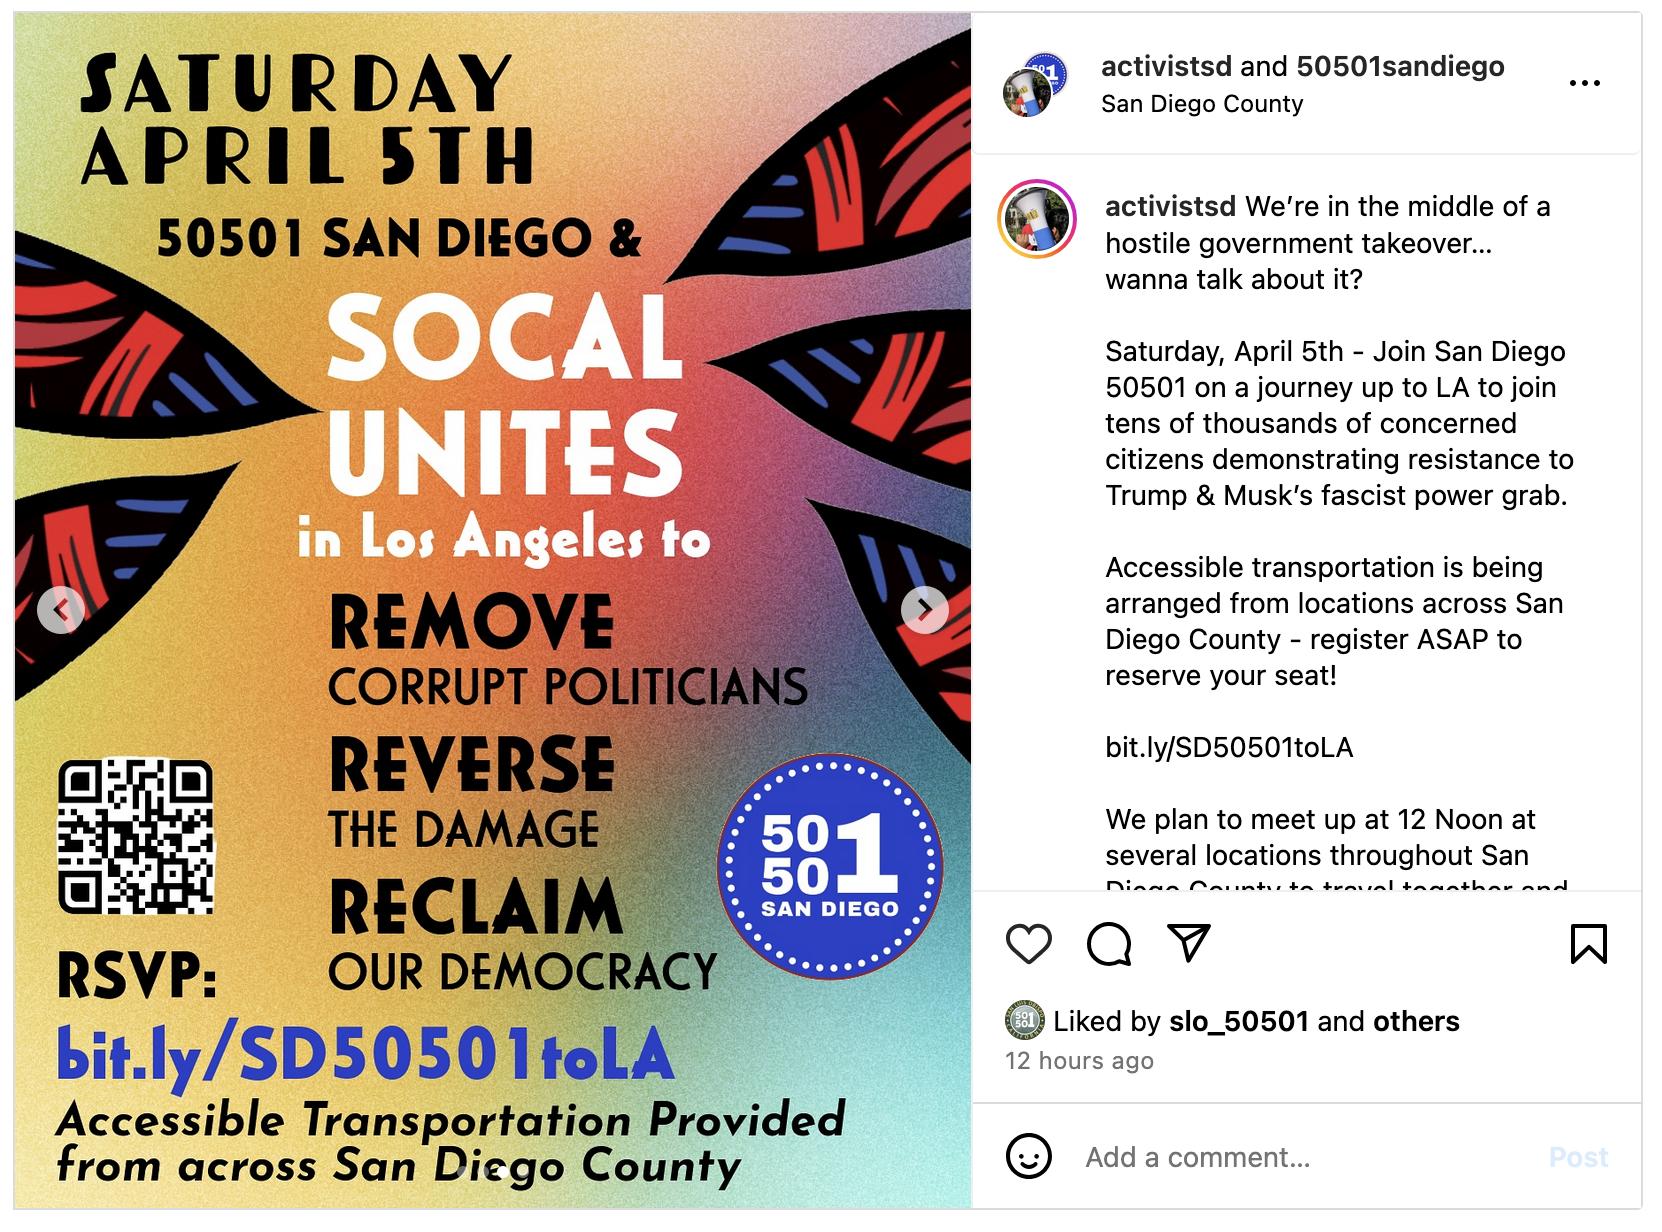 SATURDAY
APRIL 5TH
50501 SAN DIEGO &
SOCAL
UNITES
in Los Angeles to
REMOVE
CORRUPT POLITICIANS
REVERSE
THE DAMAGE
RECLAIM
OUR DEMOCRACY
50
50
1
SAN DIEGO
RSVP:
bit.ly/SD50501toLA
Accessible Transportation Provided
from across San Diego County
activistsd and 50501sandiego
San Diego County
activistsd We’re in the middle of a
hostile government takeover...
wanna talk about it?
Saturday, April 5th - Join San Diego
50501 on a journey up to LA to join
tens of thousands of concerned
citizens demonstrating resistance to
Trump & Musk’s fascist power grab.
Accessible transportation is being
arranged from locations across San
Diego County - register ASAP to
reserve your seat!
bit.ly/SD50501toLA
We plan to meet up at 12 Noon at
several locations throughout San
Diego County to travel together and
Liked by slo_50501 and others
12 hours ago
Add a comment...
Post